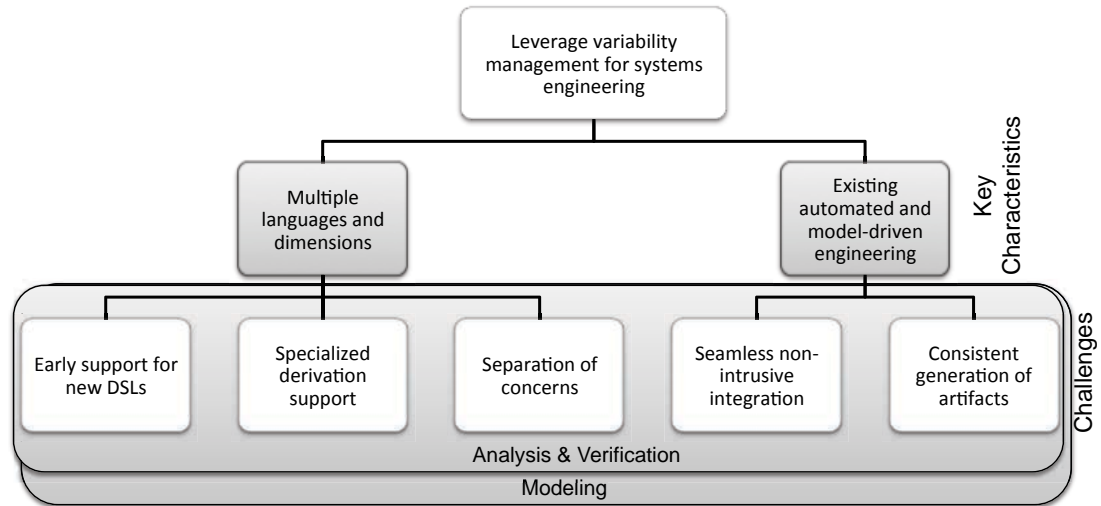 Leverage variability
management for systems
engineering
Key
Characteristics
Multiple
languages and
dimensions
Existing
automated and
model-driven
engineering
Challenges
Early support for
new DSLs
Specialized
derivation
support
Separation of
concerns
Seamless non-
intrusive
integration
Consistent
generation of
artifacts
Analysis & Verification
Modeling